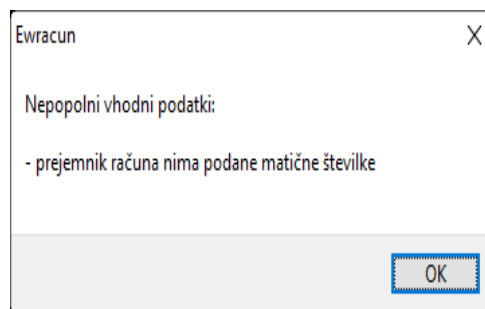 Ewracun
Nepopolni vhodni podatki:
- prejemnik računa nima podane matične številke
OK